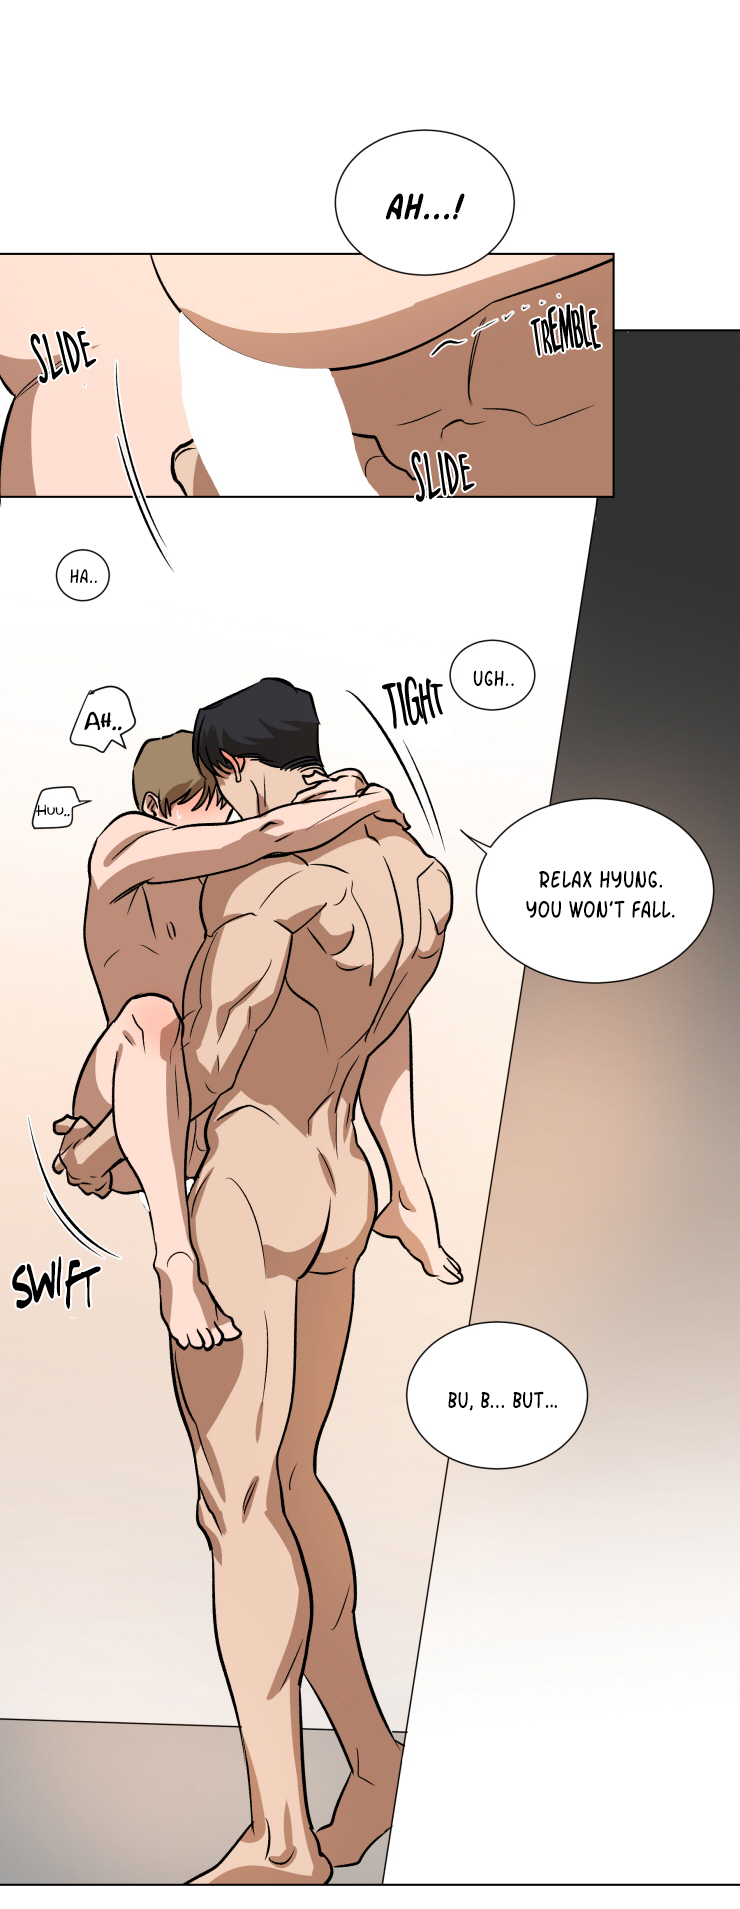 AH...!
SLIDE
TREMBLE
SLIDE
HA..
TIGHT
UGH..
AH..
HUU..
RELAX HYUNG.
YOU WON'T FALL.
SWIFT
BU, B... BUT...